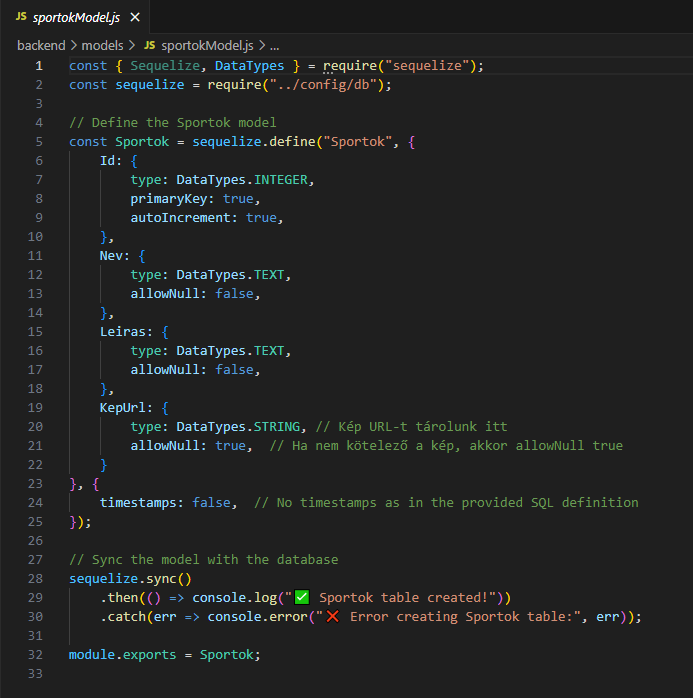 JS sportokModel.js ×
backend > models > JS sportokModel.js > ...
1 const { Sequelize, DataTypes } = require("sequelize");
2 const sequelize = require("../config/db");
3
4 // Define the Sportok model
5 const Sportok = sequelize.define("Sportok", {
6     Id: {
7         type: DataTypes.INTEGER,
8         primaryKey: true,
9         autoIncrement: true,
10     },
11     Nev: {
12         type: DataTypes.TEXT,
13         allowNull: false,
14     },
15     Leiras: {
16         type: DataTypes.TEXT,
17         allowNull: false,
18     },
19     KepUrl: {
20         type: DataTypes.STRING, // Kép URL-t tárolunk itt
21         allowNull: true,  // Ha nem kötelező a kép, akkor allowNull true
22     }
23 }, {
24     timestamps: false,  // No timestamps as in the provided SQL definition
25 });
26
27 // Sync the model with the database
28 sequelize.sync()
29     .then(() => console.log("✅ Sportok table created!"))
30     .catch(err => console.error("❌ Error creating Sportok table:", err));
31
32 module.exports = Sportok;
33